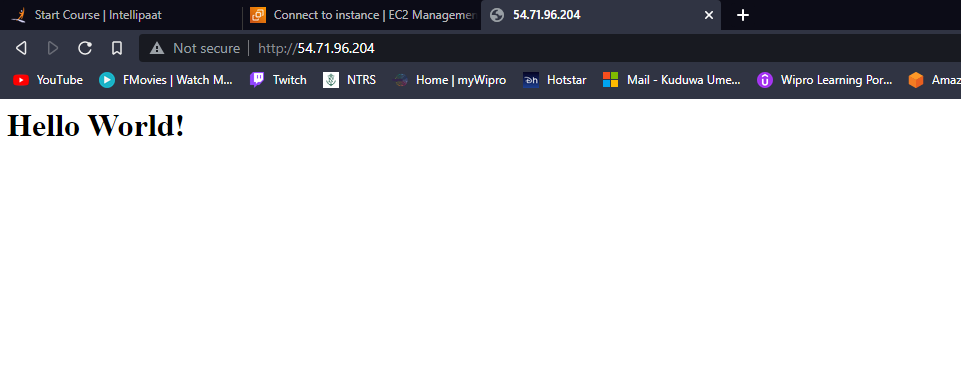 Start Course | Intellipaat
Connect to instance | EC2 Managemen
54.71.96.204
Not secure | http://54.71.96.204
YouTube
FMovies | Watch M...
Twitch
NTRS
Home | myWipro
Hotstar
Mail - Kuduwa Ume...
Wipro Learning Por...
Amaz
Hello World!